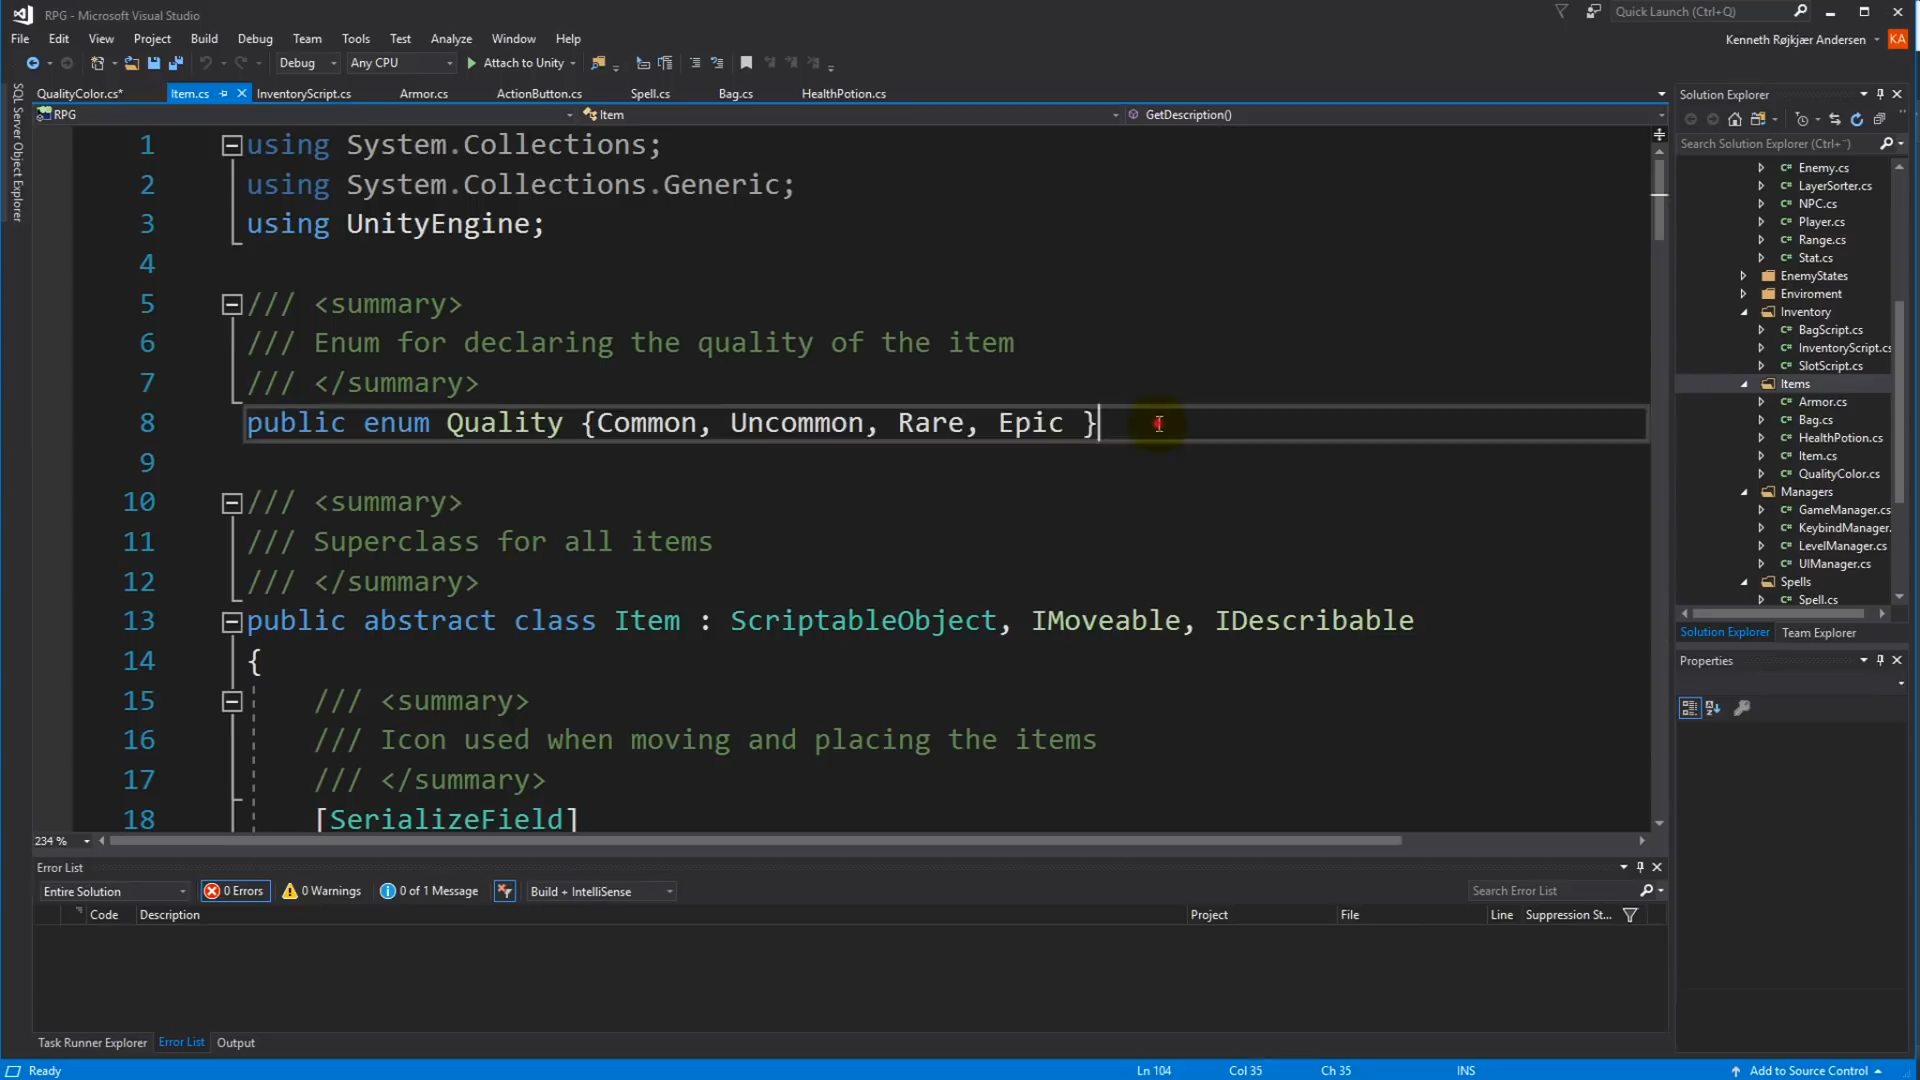 RPG - Microsoft Visual Studio
Quick Launch (Ctrl+Q)
File Edit View Project Build Debug Team Tools Test Analyze Window Help
Kenneth Røjkjær Andersen KA
Debug Any CPU Attach to Unity
QualityColor.cs* Item.cs InventoryScript.cs Armor.cs ActionButton.cs Spell.cs Bag.cs HealthPotion.cs
RPG Item GetDescription()
SQL Server Object Explorer
1 using System.Collections;
2 using System.Collections.Generic;
3 using UnityEngine;
4
5 /// <summary>
6 /// Enum for declaring the quality of the item
7 /// </summary>
8 public enum Quality {Common, Uncommon, Rare, Epic }
9
10 /// <summary>
11 /// Superclass for all items
12 /// </summary>
13 public abstract class Item : ScriptableObject, IMoveable, IDescribable
14 {
15 /// <summary>
16 /// Icon used when moving and placing the items
17 /// </summary>
18 [SerializeField]
234 %
Solution Explorer
Search Solution Explorer (Ctrl+¨)
Enemy.cs
LayerSorter.cs
NPC.cs
Player.cs
Range.cs
Stat.cs
EnemyStates
Enviroment
Inventory
BagScript.cs
InventoryScript.cs
SlotScript.cs
Items
Armor.cs
Bag.cs
HealthPotion.cs
Item.cs
QualityColor.cs
Managers
GameManager.cs
KeybindManager.
LevelManager.cs
UIManager.cs
Spells
Spell.cs
Solution Explorer Team Explorer
Properties
Error List
Entire Solution 0 Errors 0 Warnings 0 of 1 Message Build + IntelliSense Search Error List
Code Description Project File Line Suppression St...
Task Runner Explorer Error List Output
Ready Ln 104 Col 35 Ch 35 INS Add to Source Control